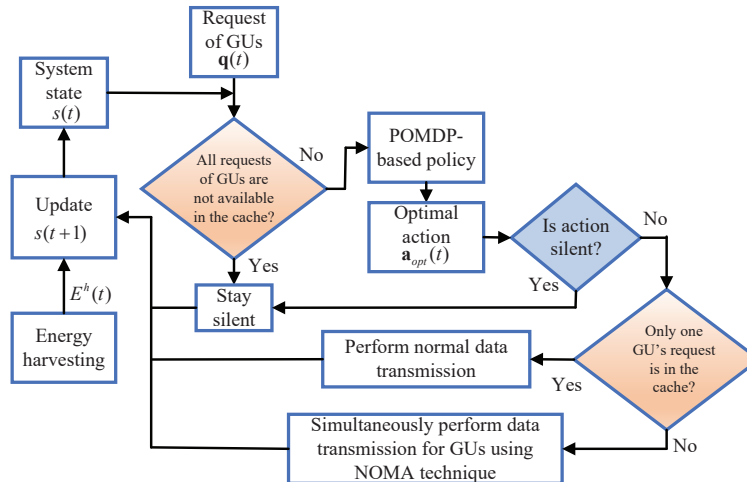 Request
of GUs
q(t)
System
state
s(t)
All requests
of GUs are
not available
in the cache?
No
POMDP-
based policy
Optimal
action
a_opt(t)
Is action
silent?
No
Yes
Update
s(t+1)
E^h(t)
Energy
harvesting
Yes
Stay
silent
Only one
GU's request
is in the
cache?
Yes
Perform normal data
transmission
No
Simultaneously perform data
transmission for GUs using
NOMA technique